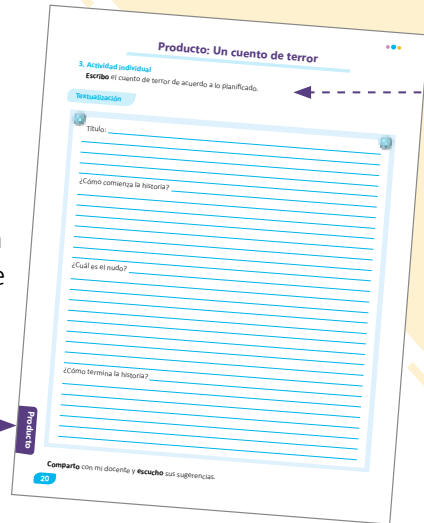 Producto: Un cuento de terror
3. Actividad individual
Escribo el cuento de terror de acuerdo a lo planificado.
Textualización
Título:
¿Cómo comienza la historia?
¿Cuál es el nudo?
¿Cómo termina la historia?
Producto
Comparto con mi docente y escucho sus sugerencias.
20